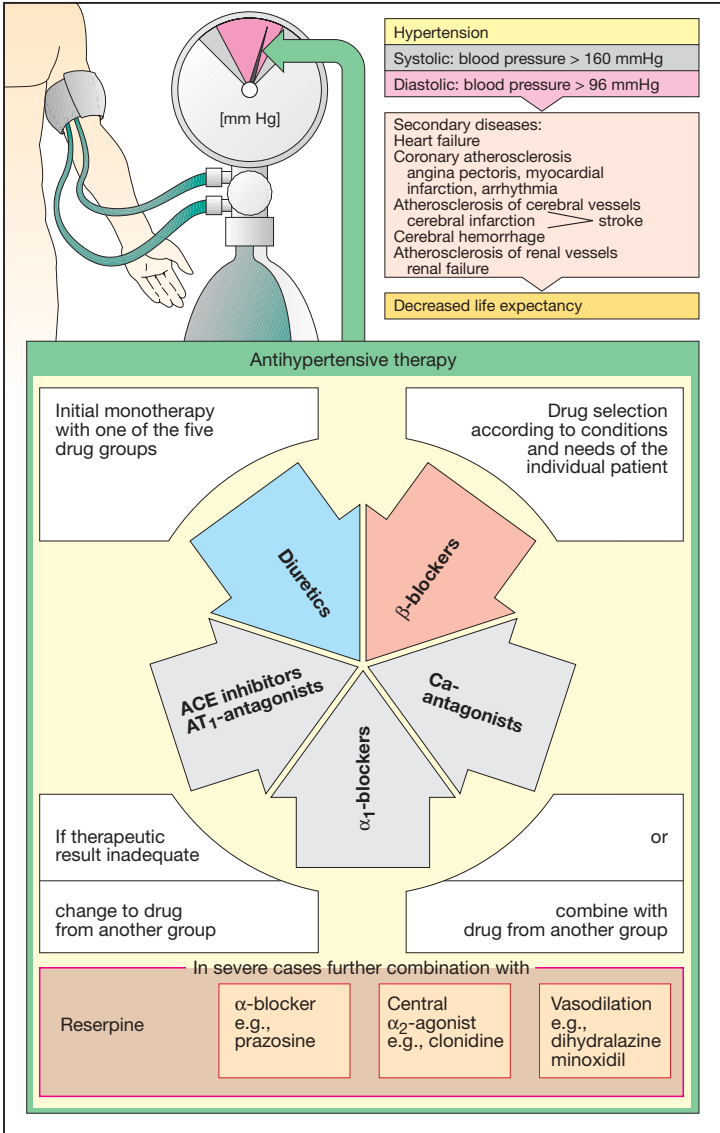 [mm Hg]
Hypertension
Systolic: blood pressure > 160 mmHg
Diastolic: blood pressure > 96 mmHg
Secondary diseases:
Heart failure
Coronary atherosclerosis
angina pectoris, myocardial
infarction, arrhythmia
Atherosclerosis of cerebral vessels
cerebral infarction
stroke
Cerebral hemorrhage
Atherosclerosis of renal vessels
renal failure
Decreased life expectancy
Antihypertensive therapy
Initial monotherapy
with one of the five
drug groups
Drug selection
according to conditions
and needs of the
individual patient
Diuretics
β-blockers
ACE inhibitors
AT₁-antagonists
Ca-
antagonists
α₁-blockers
If therapeutic
result inadequate
or
change to drug
from another group
combine with
drug from another group
In severe cases further combination with
Reserpine
α-blocker
e.g.,
prazosine
Central
α₂-agonist
e.g., clonidine
Vasodilation
e.g.,
dihydralazine
minoxidil